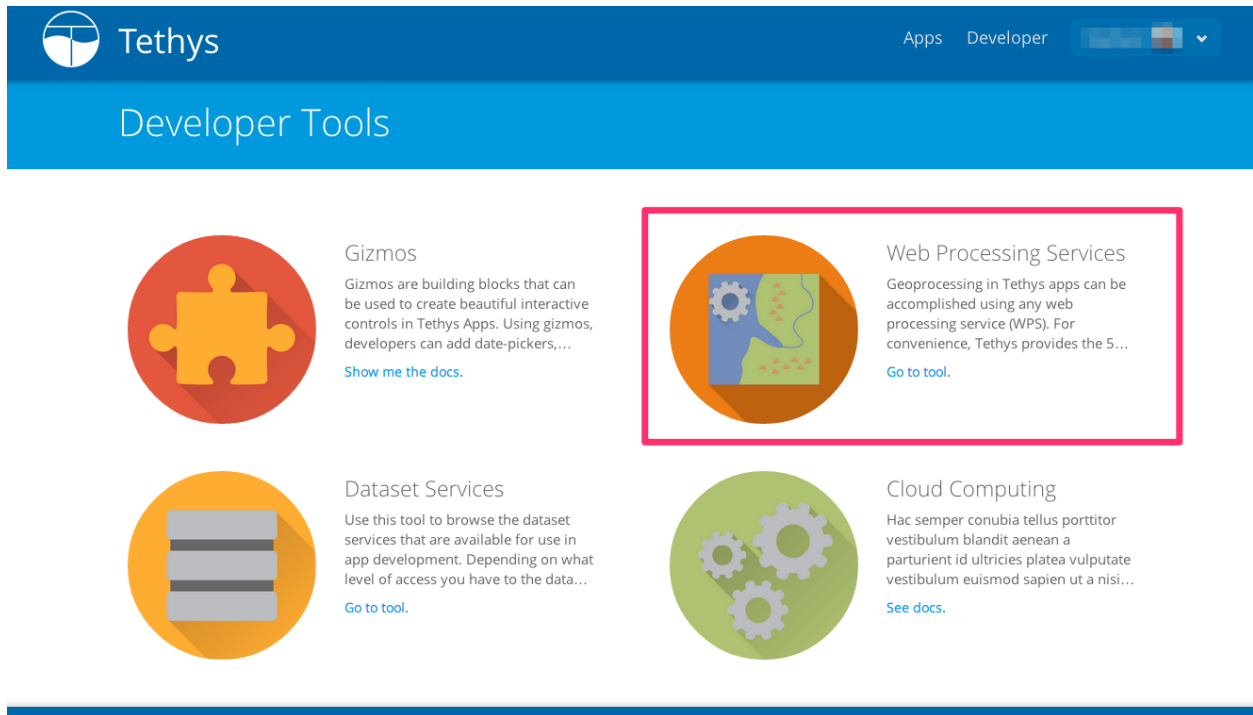 Tethys
Apps Developer
Developer Tools
Gizmos
Gizmos are building blocks that can
be used to create beautiful interactive
controls in Tethys Apps. Using gizmos,
developers can add date-pickers,...
Show me the docs.
Web Processing Services
Geoprocessing in Tethys apps can be
accomplished using any web
processing service (WPS). For
convenience, Tethys provides the 5...
Go to tool.
Dataset Services
Use this tool to browse the dataset
services that are available for use in
app development. Depending on what
level of access you have to the data...
Go to tool.
Cloud Computing
Hac semper conubia tellus porttitor
vestibulum blandit aenean a
parturient id ultricies platea vulputate
vestibulum euismod sapien ut a nisi...
See docs.